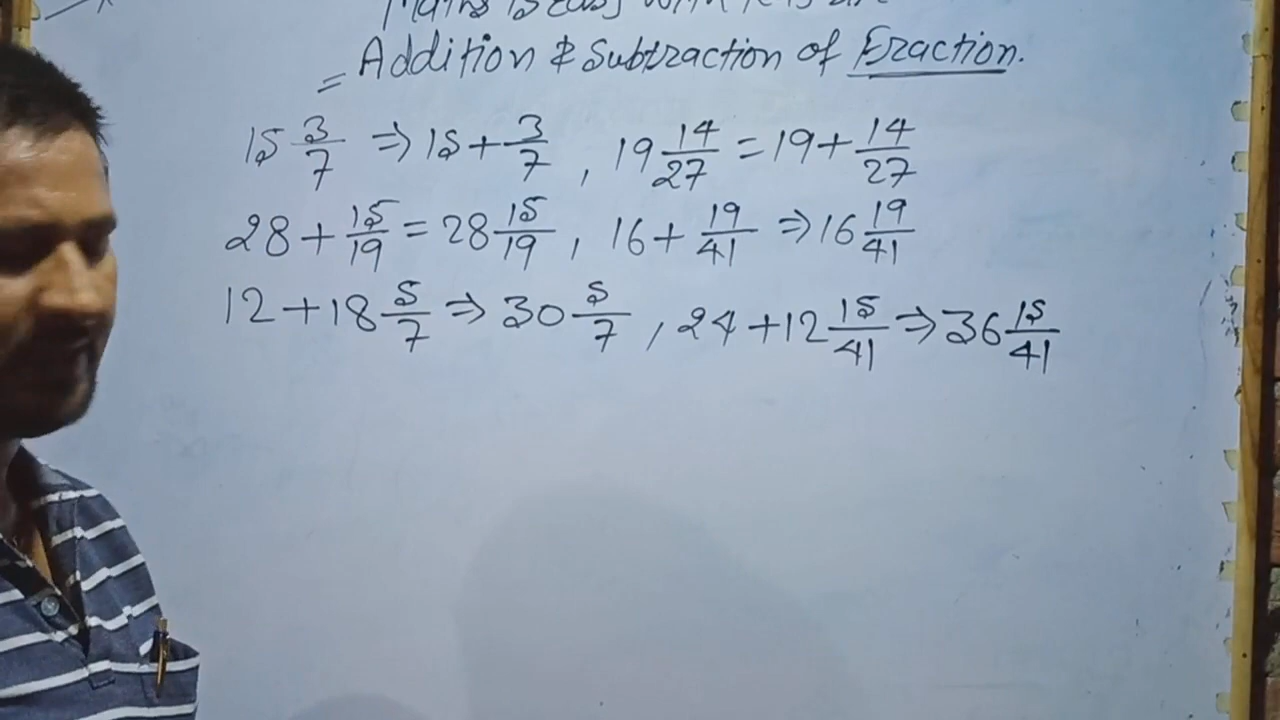 = Addition & Subtraction of Fraction.
15 3/7 ⇒ 15 + 3/7 , 19 14/27 = 19 + 14/27
28 + 15/19 = 28 15/19 , 16 + 19/41 ⇒ 16 19/41
12 + 18 5/7 ⇒ 30 5/7 , 24 + 12 15/41 ⇒ 36 15/41